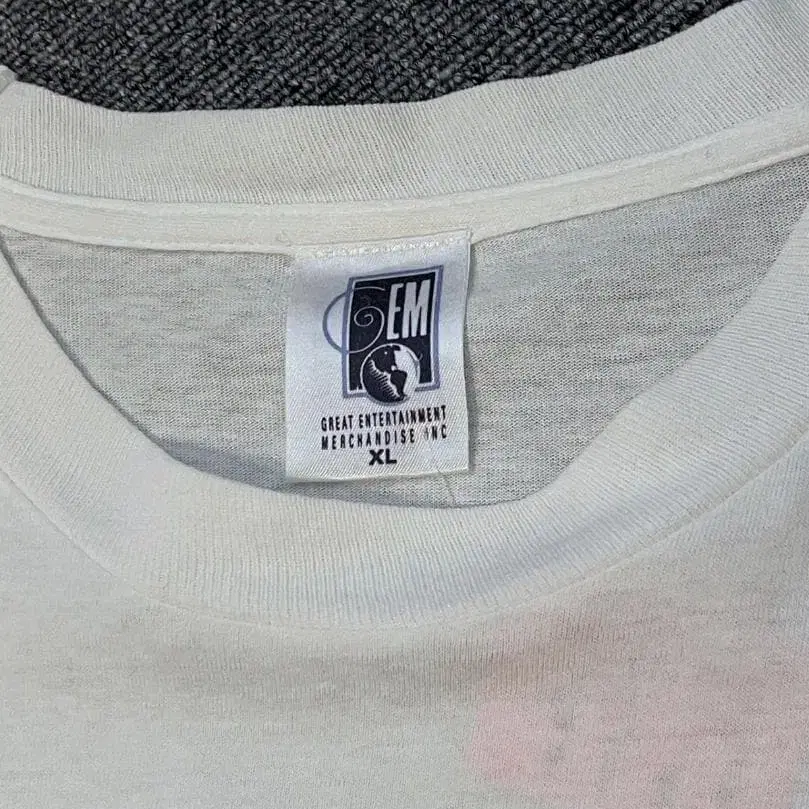 GEM
GREAT ENTERTAINMENT
MERCHANDISE INC
XL